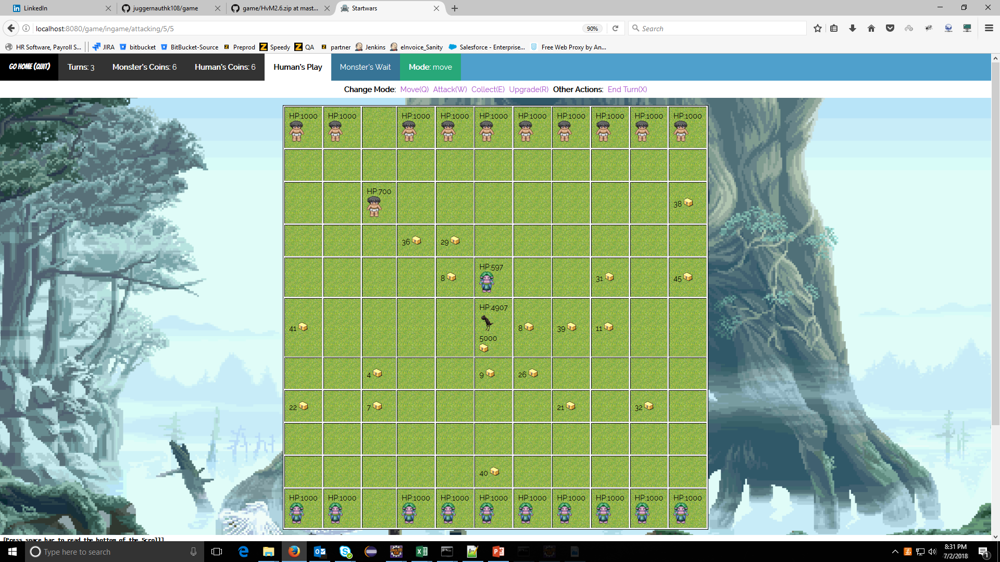 LinkedIn
juggernauthk108/game
game/HvM2.6.zip at mast...
Startwars
localhost:8080/game/ingame/attacking/5/5
90%
Search
HR Software, Payroll S...
JIRA
bitbucket
BitBucket-Source
Preprod
Speedy
QA
partner
Jenkins
eInvoice_Sanity
Salesforce - Enterprise...
Free Web Proxy by An...
GO HOME (QUIT)
Turns: 3
Monster's Coins: 6
Human's Coins: 6
Human's Play
Monster's Wait
Mode: move
Change Mode: Move(Q) Attack(W) Collect(E) Upgrade(R) Other Actions: End Turn(X)
HP:1000 HP:1000 HP:1000 HP:1000 HP:1000 HP:1000 HP:1000 HP:1000 HP:1000 HP:1000
HP:700
38
36 29
HP:597
8 31 45
HP:4907
41 8 39 11
5000
4 9 26
22 7 21 32
40
HP:1000 HP:1000 HP:1000 HP:1000 HP:1000 HP:1000 HP:1000 HP:1000 HP:1000 HP:1000
[Press space bar to read the bottom of the Scroll]
Type here to search
8:31 PM
7/2/2018
1